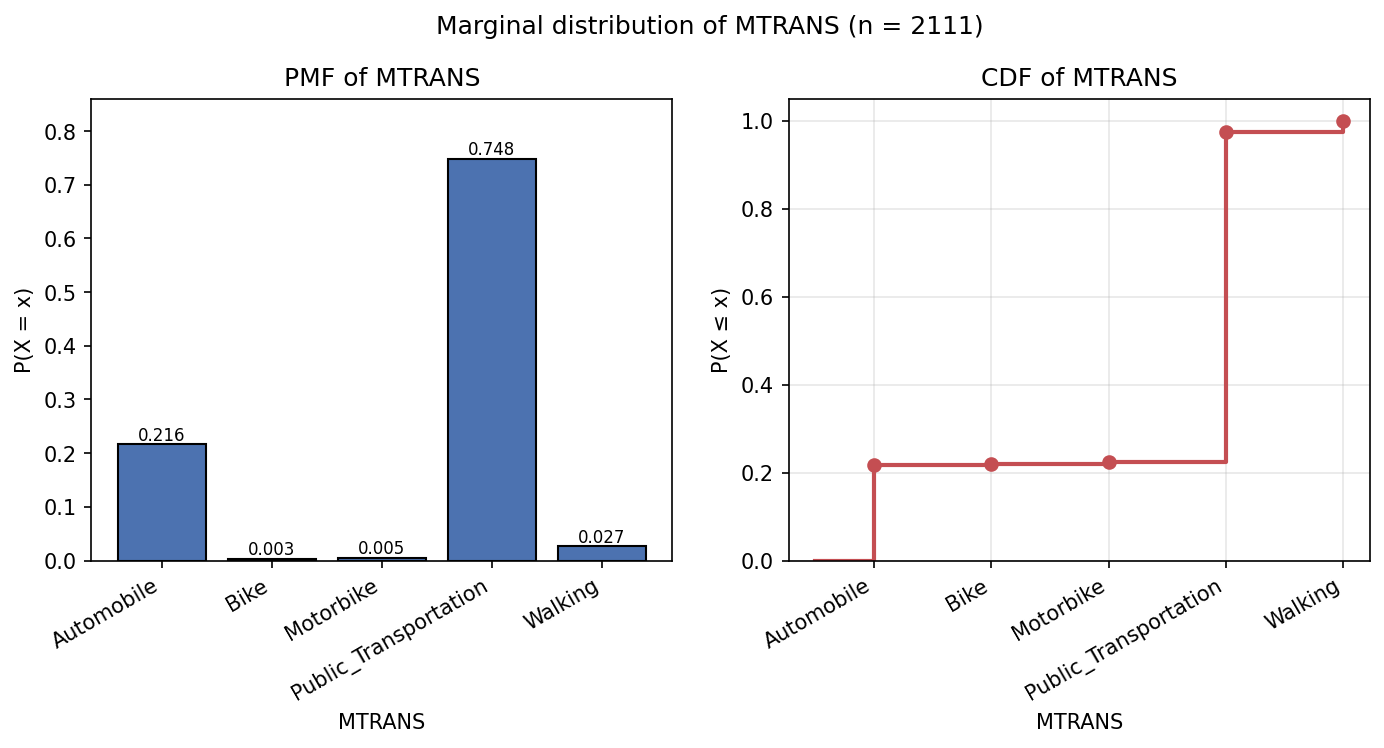 Marginal distribution of MTRANS (n = 2111)
PMF of MTRANS
P(X = x)
0.8
0.7
0.6
0.5
0.4
0.3
0.2
0.1
0.0
0.216
0.003
0.005
0.748
0.027
Automobile
Bike
Motorbike
Public_Transportation
Walking
MTRANS
CDF of MTRANS
P(X ≤ x)
1.0
0.8
0.6
0.4
0.2
0.0
Automobile
Bike
Motorbike
Public_Transportation
Walking
MTRANS